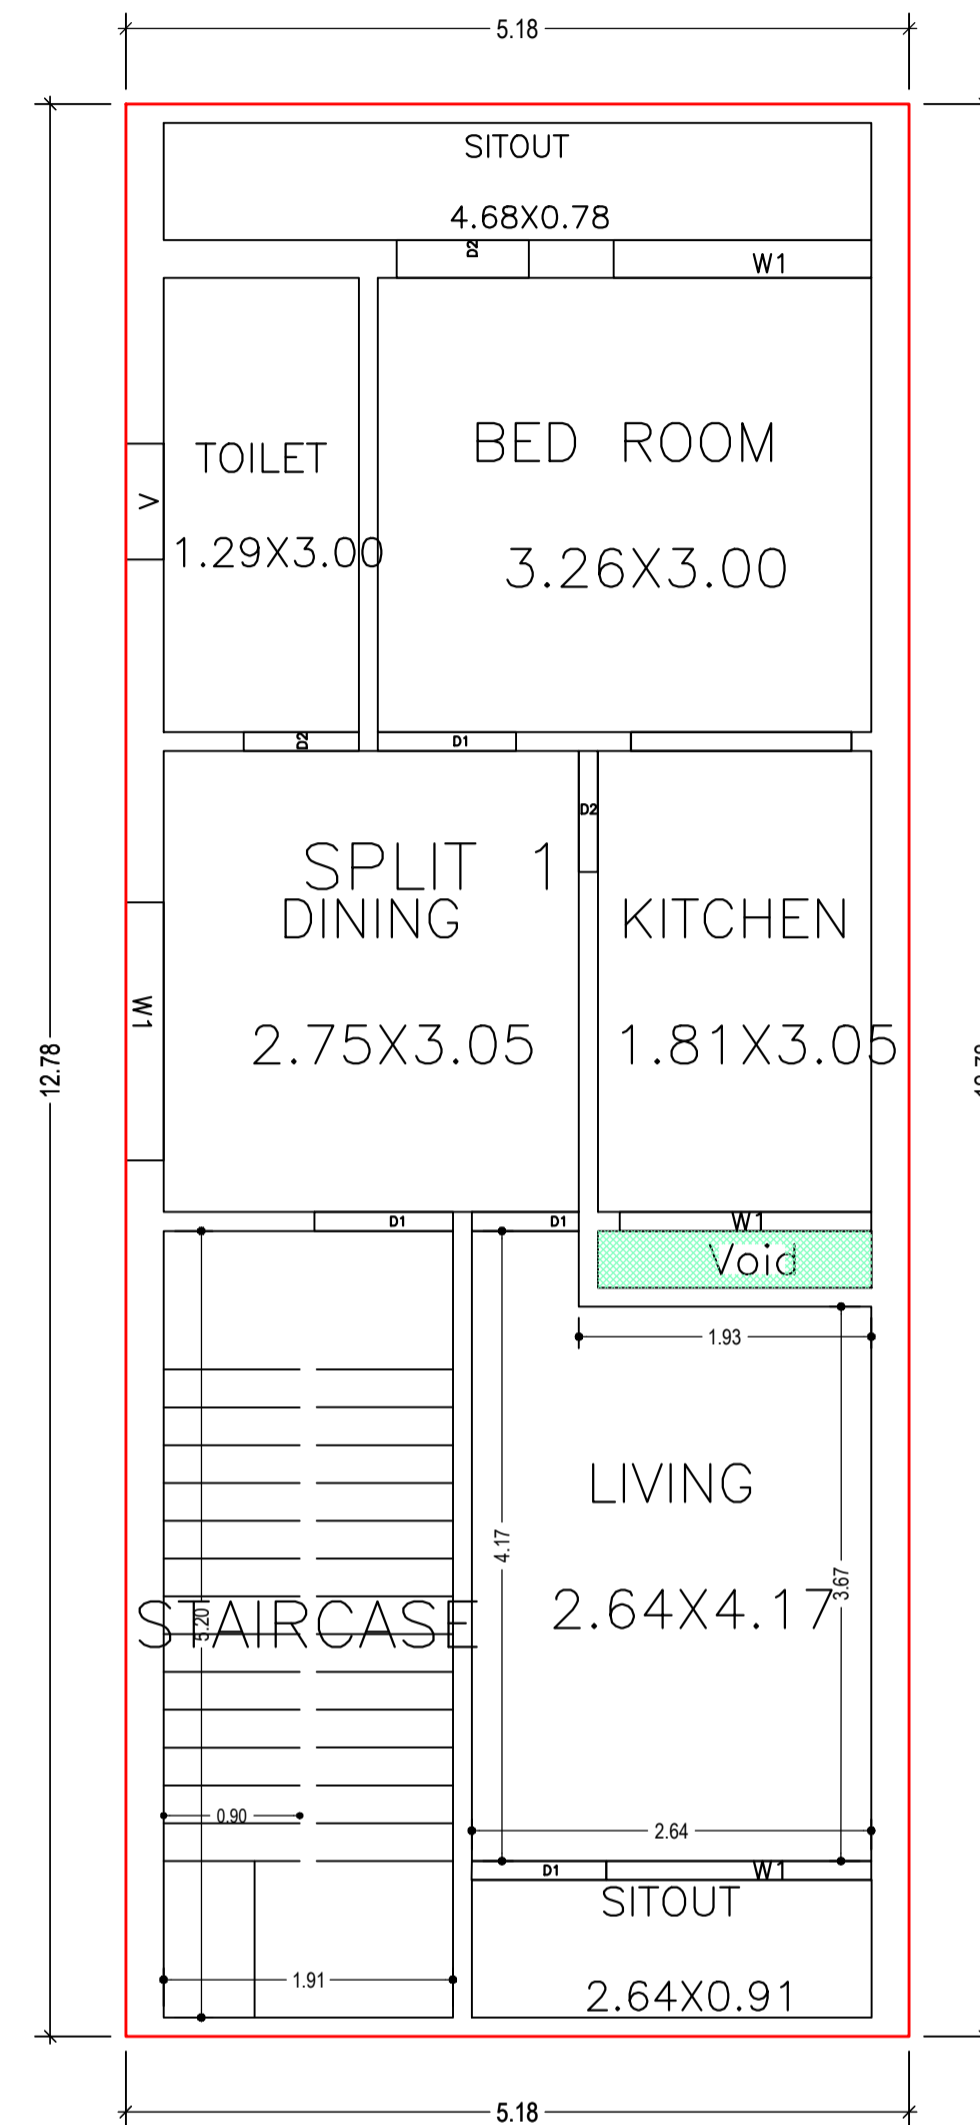 5.18
SITOUT
4.68X0.78
D2
W1
TOILET
1.29X3.00
BED ROOM
3.26X3.00
V
D2
D1
D2
SPLIT 1
DINING
2.75X3.05
KITCHEN
1.81X3.05
W1
12.78
D1
D1
W1
Void
1.93
LIVING
2.64X4.17
4.17
3.67
STAIRCASE
5.20
0.90
2.64
D1
W1
SITOUT
2.64X0.91
1.91
5.18